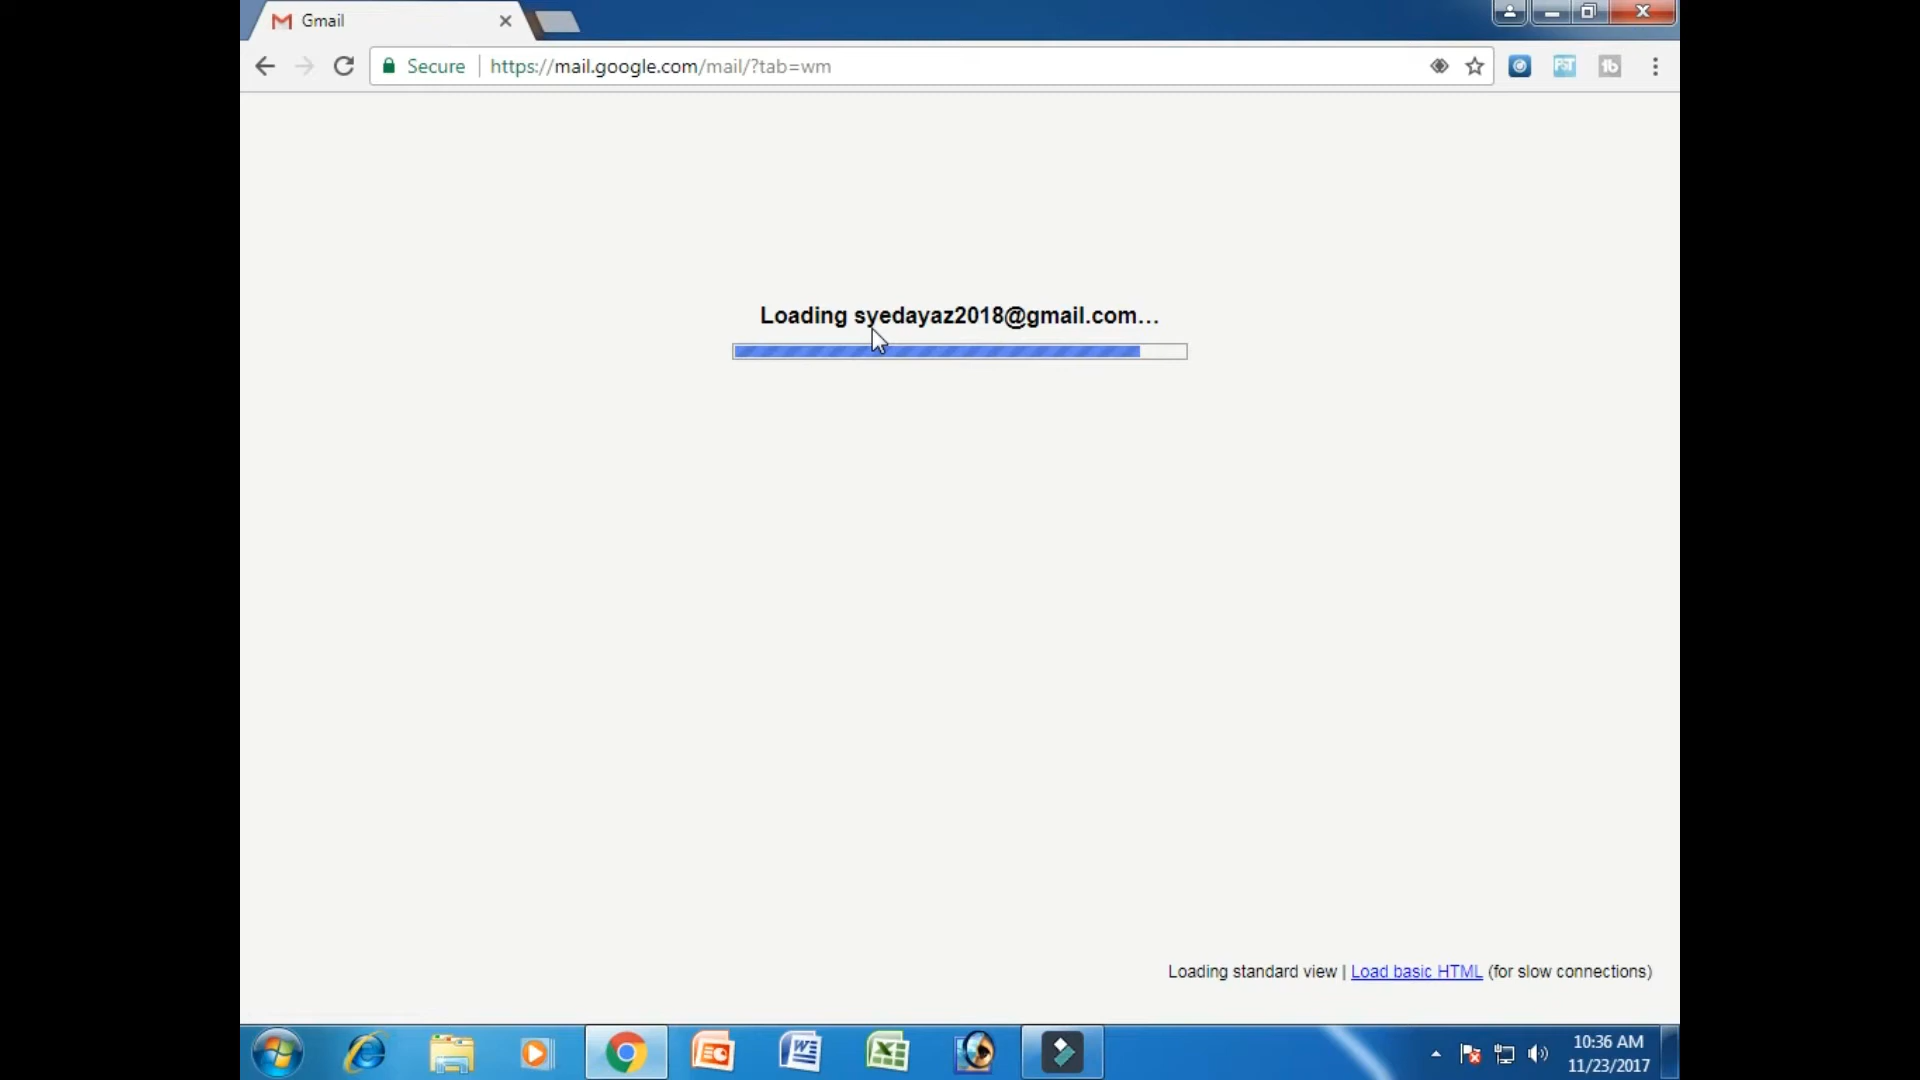 Gmail
Secure
https://mail.google.com/mail/?tab=wm
Loading syedayaz2018@gmail.com...
Loading standard view | Load basic HTML (for slow connections)
10:36 AM
11/23/2017